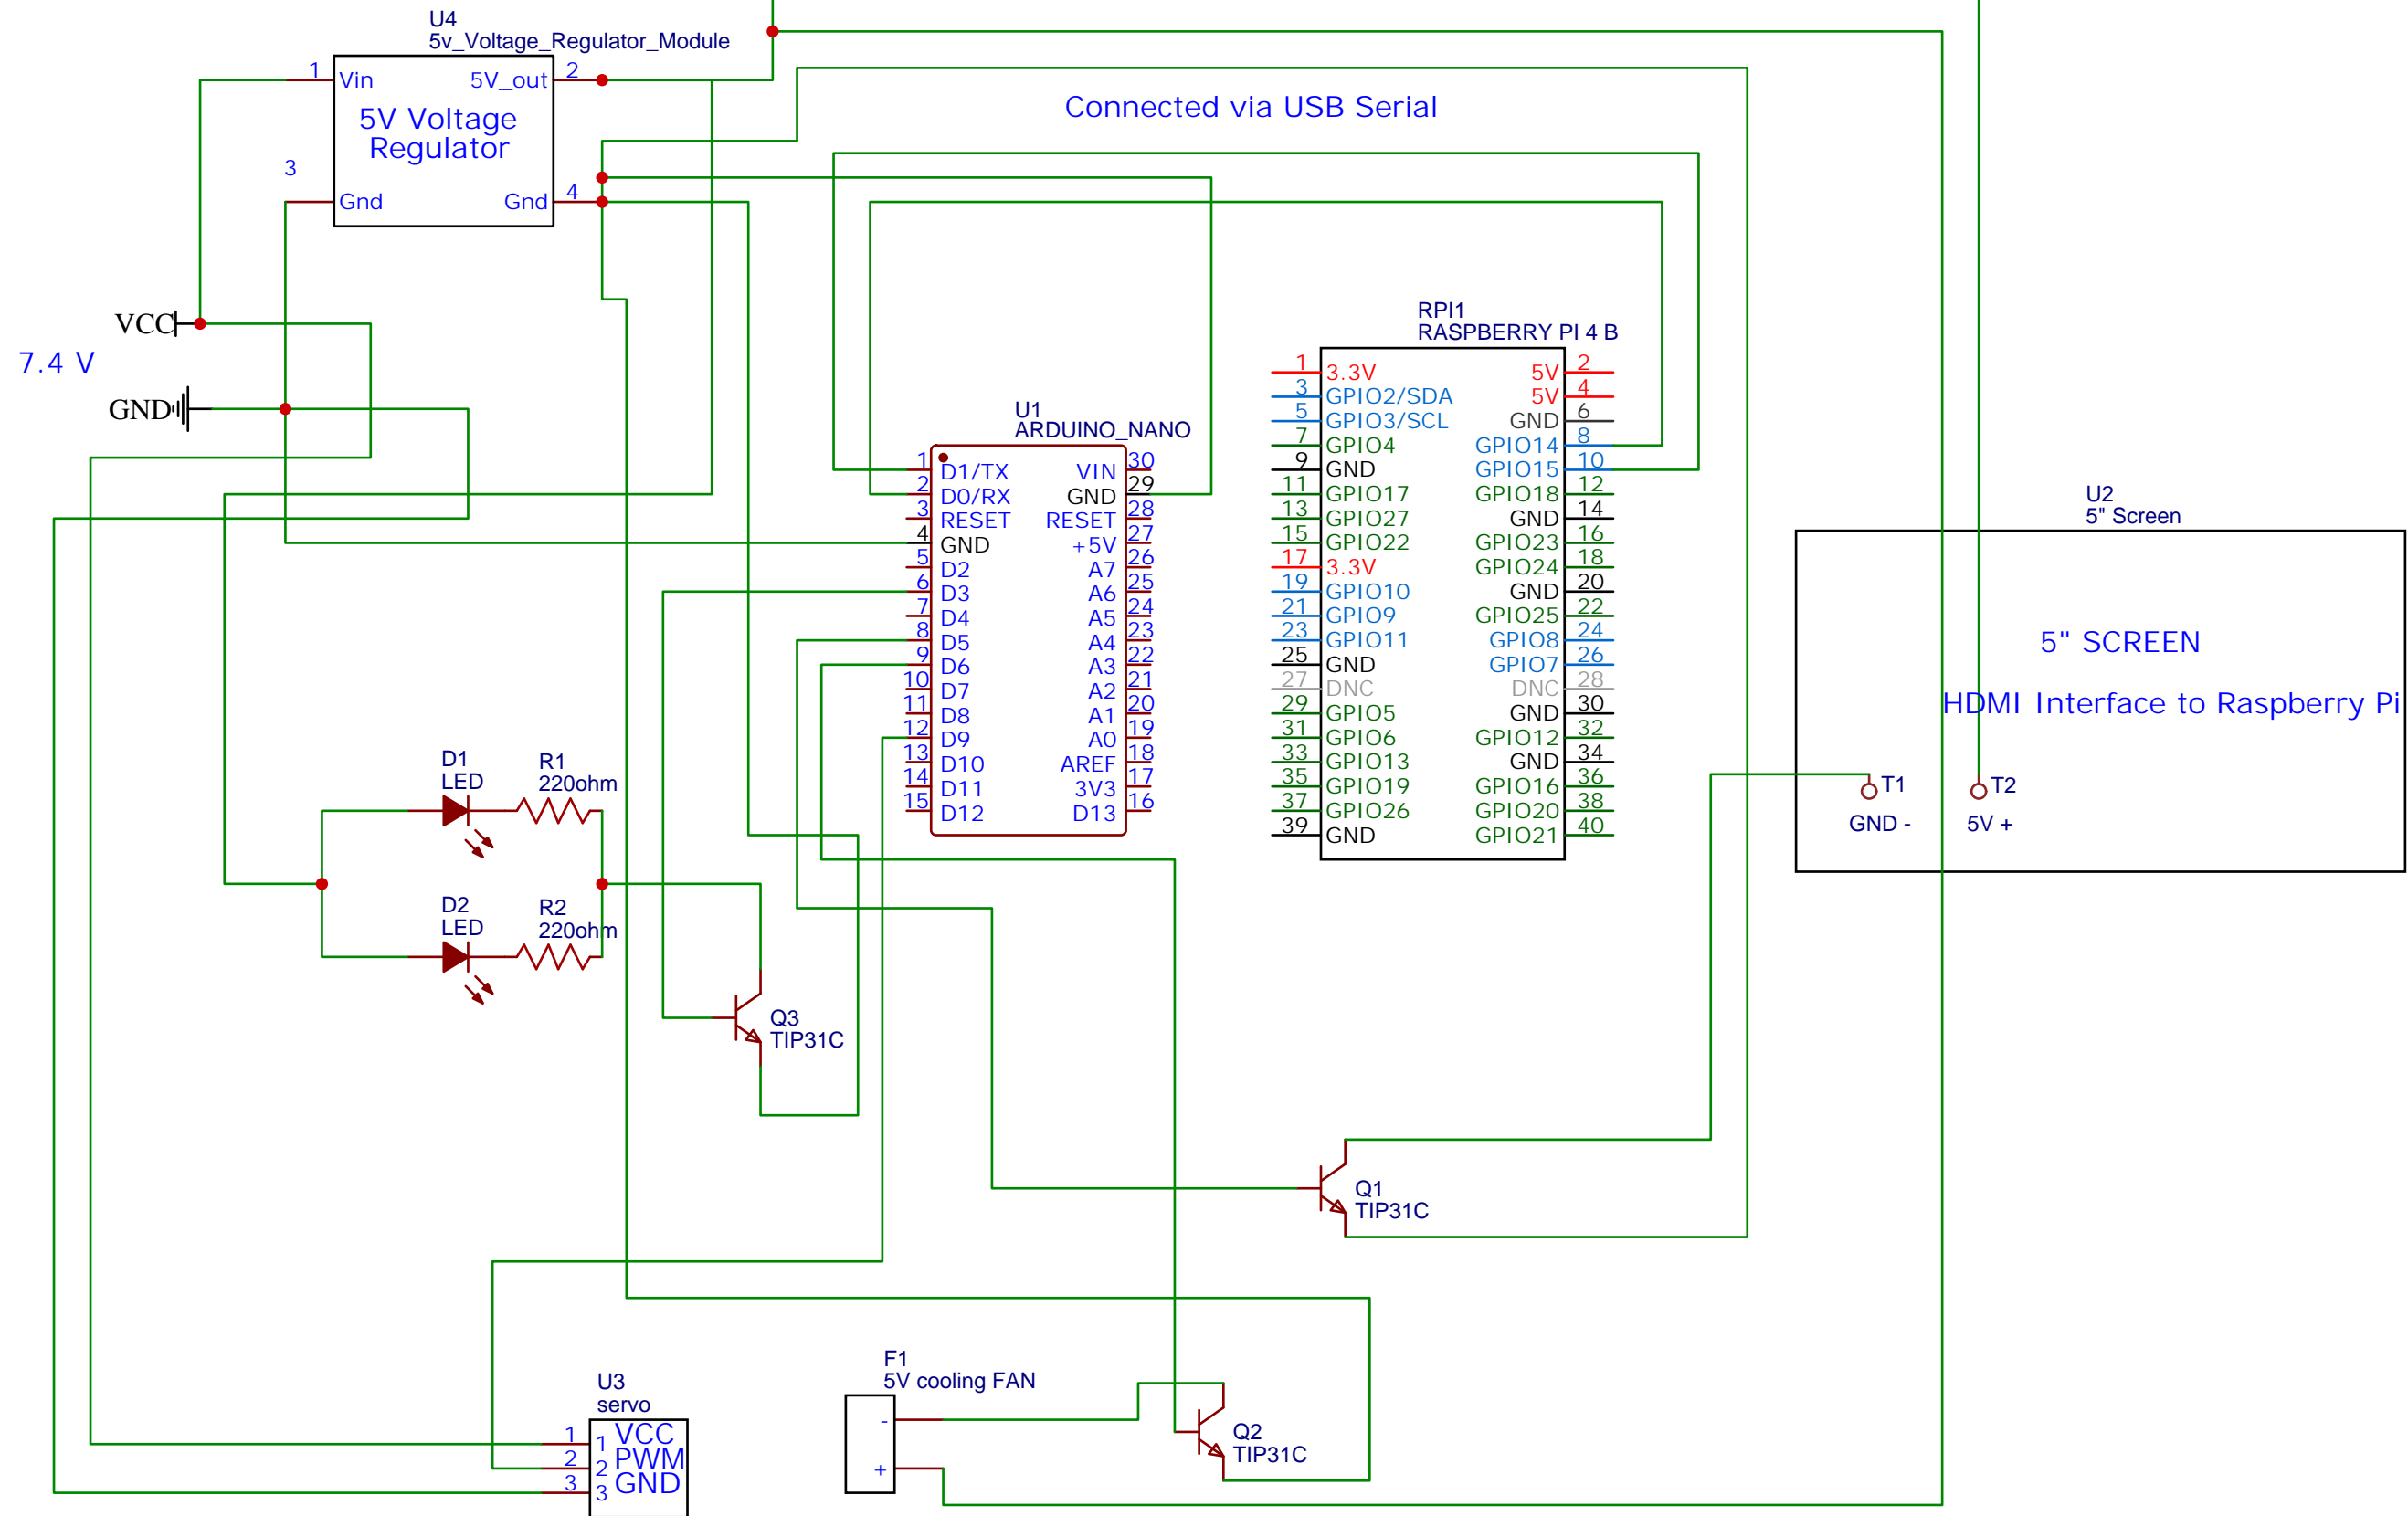 U4
5v_Voltage_Regulator_Module
1 Vin 5V_out 2
5V Voltage
Regulator
3
Gnd Gnd 4
Connected via USB Serial
VCC
7.4 V
GND
RPI1
RASPBERRY PI 4 B
1 3.3V 5V 2
3 GPIO2/SDA 5V 4
5 GPIO3/SCL GND 6
7 GPIO4 GPIO14 8
9 GND GPIO15 10
11 GPIO17 GPIO18 12
13 GPIO27 GND 14
15 GPIO22 GPIO23 16
17 3.3V GPIO24 18
19 GPIO10 GND 20
21 GPIO9 GPIO25 22
23 GPIO11 GPIO8 24
25 GND GPIO7 26
27 DNC DNC 28
29 GPIO5 GND 30
31 GPIO6 GPIO12 32
33 GPIO13 GND 34
35 GPIO19 GPIO16 36
37 GPIO26 GPIO20 38
39 GND GPIO21 40
U1
ARDUINO_NANO
1 D1/TX VIN 30
2 D0/RX GND 29
3 RESET RESET 28
4 GND +5V 27
5 D2 A7 26
6 D3 A6 25
7 D4 A5 24
8 D5 A4 23
9 D6 A3 22
10 D7 A2 21
11 D8 A1 20
12 D9 A0 19
13 D10 AREF 18
14 D11 3V3 17
15 D12 D13 16
U2
5" Screen
5" SCREEN
HDMI Interface to Raspberry Pi
T1 T2
GND - 5V +
D1
LED
R1
220ohm
D2
LED
R2
220ohm
Q3
TIP31C
Q1
TIP31C
U3
servo
1 1 VCC
2 2 PWM
3 3 GND
F1
5V cooling FAN
-
+
Q2
TIP31C